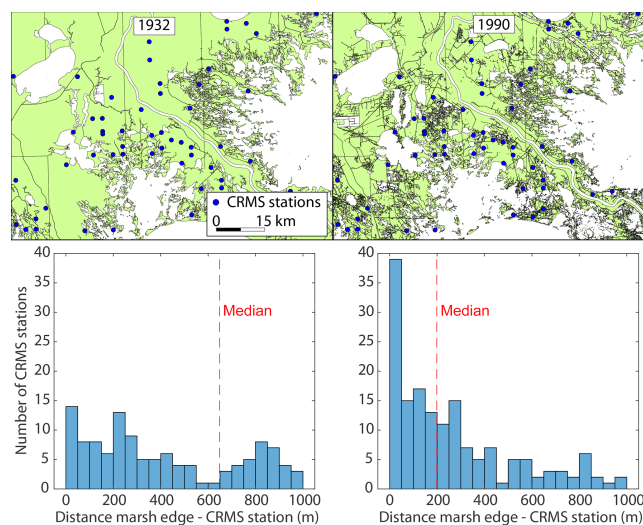 1932
1990
CRMS stations
0 15 km
40
35
30
25
20
15
10
5
0
Number of CRMS stations
Median
0 200 400 600 800 1000
Distance marsh edge - CRMS station (m)
40
35
30
25
20
15
10
5
0
Median
0 200 400 600 800 1000
Distance marsh edge - CRMS station (m)